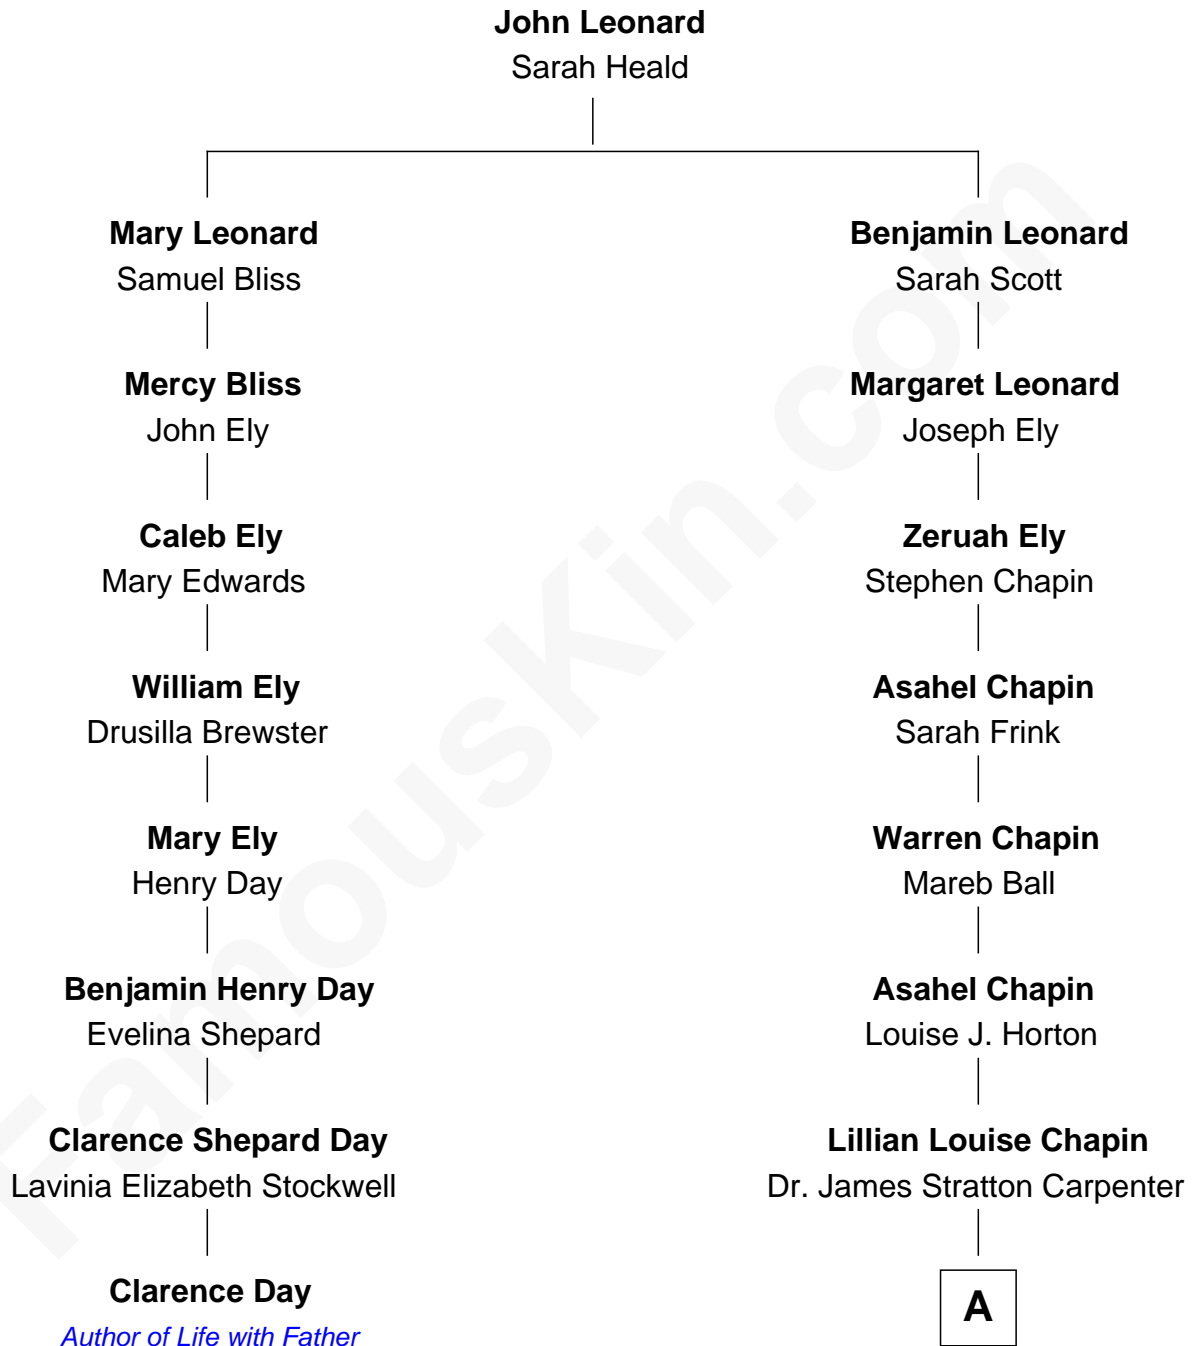 John Leonard
Sarah Heald
Mary Leonard
Samuel Bliss
Benjamin Leonard
Sarah Scott
Mercy Bliss
John Ely
Margaret Leonard
Joseph Ely
Caleb Ely
Mary Edwards
Zeruah Ely
Stephen Chapin
William Ely
Drusilla Brewster
Asahel Chapin
Sarah Frink
Mary Ely
Henry Day
Warren Chapin
Mareb Ball
Benjamin Henry Day
Evelina Shepard
Asahel Chapin
Louise J. Horton
Clarence Shepard Day
Lavinia Elizabeth Stockwell
Lillian Louise Chapin
Dr. James Stratton Carpenter
Clarence Day
Author of Life with Father
A
FamousKin.com